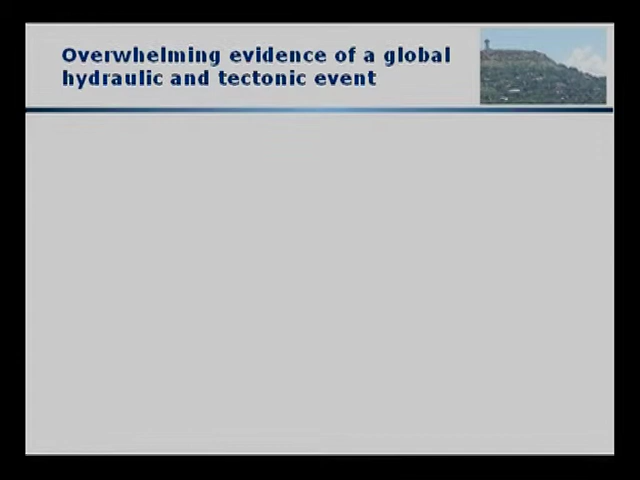 Overwhelming evidence of a global
hydraulic and tectonic event